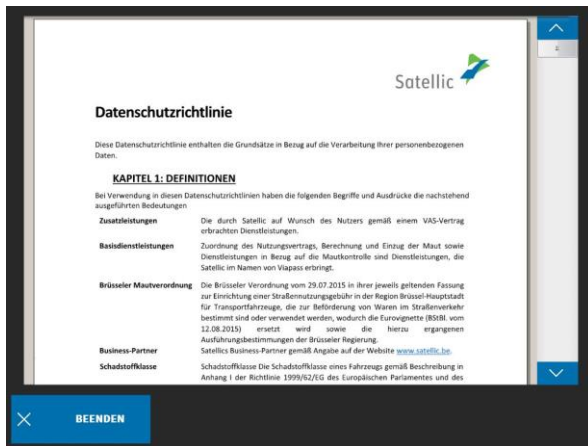 Satellic
Datenschutzrichtlinie
Diese Datenschutzrichtlinie enthalten die Grundsätze in Bezug auf die Verarbeitung Ihrer personenbezogenen
Daten.
KAPITEL 1: DEFINITIONEN
Bei Verwendung in diesen Datenschutzrichtlinien haben die folgenden Begriffe und Ausdrücke die nachstehend
ausgeführten Bedeutungen
Zusatzleistungen Die durch Satellic auf Wunsch des Nutzers gemäß einem VAS-Vertrag
erbrachten Dienstleistungen.
Basisdienstleistungen Zuordnung des Nutzungsvertrags, Berechnung und Einzug der Maut sowie
Dienstleistungen in Bezug auf die Mautkontrolle sind Dienstleistungen, die
Satellic im Namen von Viapass erbringt.
Brüsseler Mautverordnung Die Brüsseler Verordnung vom 29.07.2015 in ihrer jeweils geltenden Fassung
zur Einrichtung einer Straßennutzungsgebühr in der Region Brüssel-Hauptstadt
für Transportfahrzeuge, die zur Beförderung von Waren im Straßenverkehr
bestimmt sind oder verwendet werden, wodurch die Eurovignette (BStBl. vom
12.08.2015) ersetzt wird sowie die hierzu ergangenen
Ausführungsbestimmungen der Brüsseler Regierung.
Business-Partner Satellics Business-Partner gemäß Angabe auf der Website www.satellic.be.
Schadstoffklasse Schadstoffklasse Die Schadstoffklasse eines Fahrzeugs gemäß Beschreibung in
Anhang I der Richtlinie 1999/62/EG des Europäischen Parlamentes und des
BEENDEN